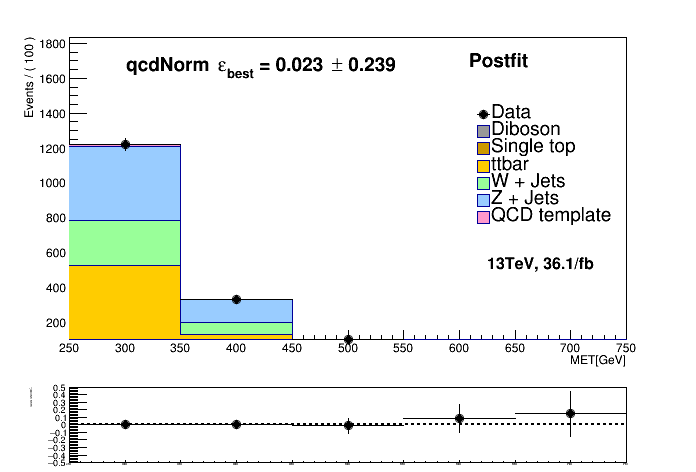 qcdNorm εbest = 0.023 ± 0.239
Postfit
Events / ( 100 )
1800
1600
1400
1200
1000
800
600
400
200
Data
Diboson
Single top
ttbar
W + Jets
Z + Jets
QCD template
13TeV, 36.1/fb
250 300 350 400 450 500 550 600 650 700 750
MET[GeV]
0.5
0.4
0.3
0.2
0.1
0
−0.1
−0.2
−0.3
−0.4
−0.5